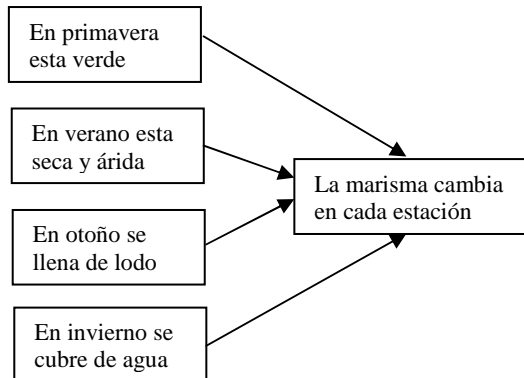 En primavera
esta verde
En verano esta
seca y árida
La marisma cambia
en cada estación
En otoño se
llena de lodo
En invierno se
cubre de agua